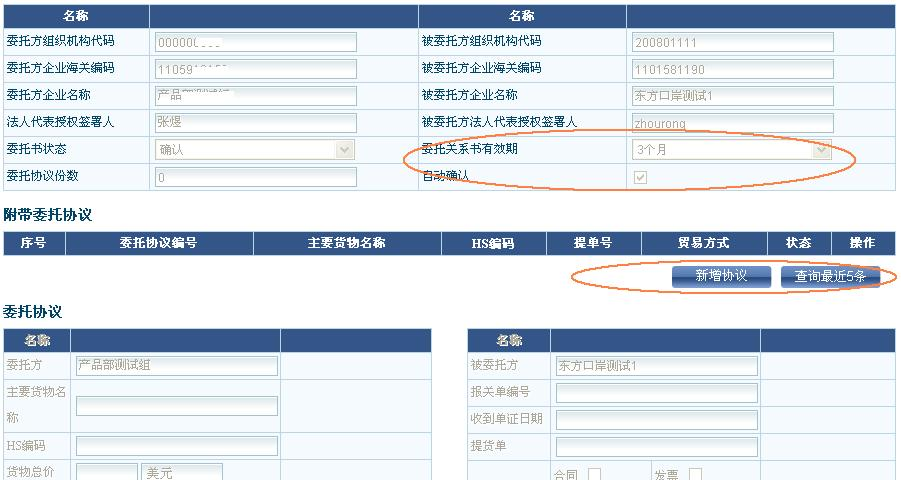 名称 名称
委托方组织机构代码 被委托方组织机构代码 200801111
委托方企业海关编码 被委托方企业海关编码 1101581190
委托方企业名称 被委托方企业名称 东方口岸测试1
法人代表授权签署人 张煜 被委托方法人代表授权签署人 zhourong
委托书状态 确认 委托关系书有效期 3个月
委托协议份数 0 自动确认
附带委托协议
序号 委托协议编号 主要货物名称 HS编码 提单号 贸易方式 状态 操作
新增协议 查询最近5条
委托协议
名称 名称
委托方 产品部测试组 被委托方 东方口岸测试1
主要货物名称 报关单编号
收到单证日期
HS编码 提货单
货物总价 美元 合同 发票